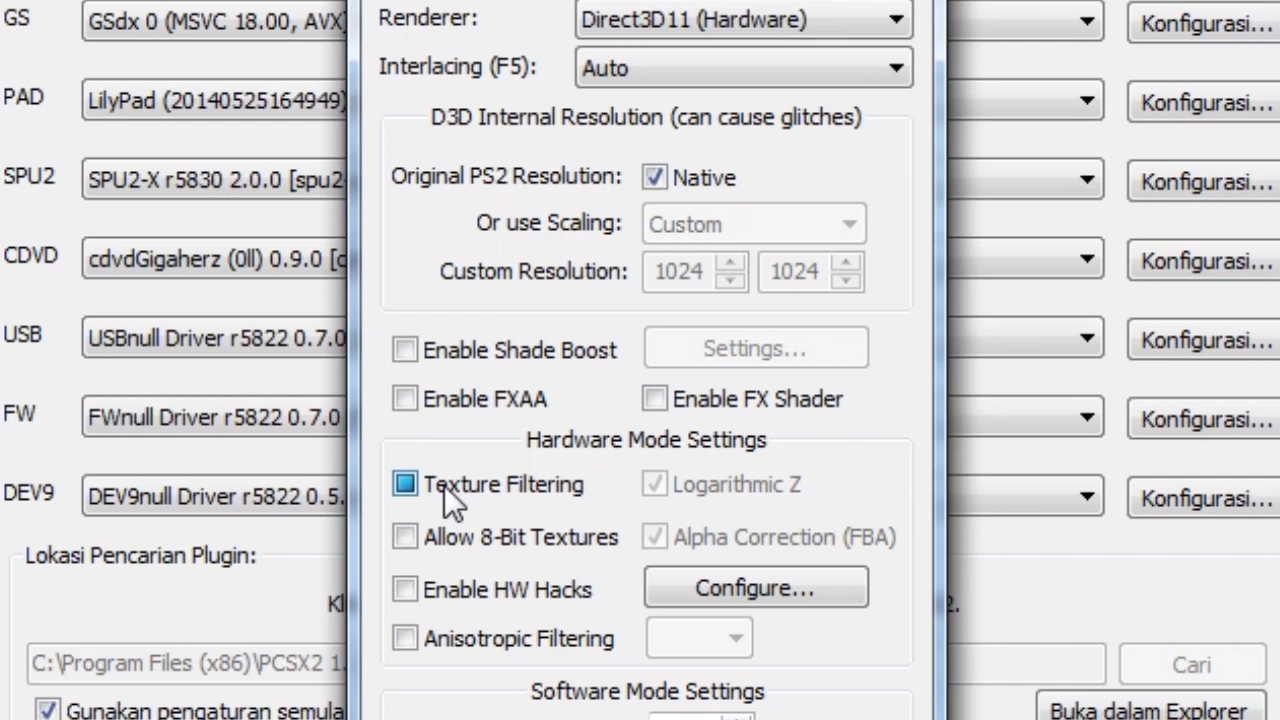 GS
GSdx 0 (MSVC 18.00, AVX)
Konfigurasi...
PAD
LilyPad (20140525164949)
Konfigurasi...
SPU2
SPU2-X r5830 2.0.0 [spu2-
Konfigurasi...
CDVD
cdvdGigaherz (0ll) 0.9.0 [c
Konfigurasi...
USB
USBnull Driver r5822 0.7.0
Konfigurasi...
FW
FWnull Driver r5822 0.7.0
Konfigurasi...
DEV9
DEV9null Driver r5822 0.5.
Konfigurasi...
Lokasi Pencarian Plugin:
C:\Program Files (x86)\PCSX2 1.
Cari
Gunakan pengaturan semula
Buka dalam Explorer
Renderer:
Direct3D11 (Hardware)
Interlacing (F5):
Auto
D3D Internal Resolution (can cause glitches)
Original PS2 Resolution:
Native
Or use Scaling:
Custom
Custom Resolution:
1024
1024
Enable Shade Boost
Settings...
Enable FXAA
Enable FX Shader
Hardware Mode Settings
Texture Filtering
Logarithmic Z
Allow 8-Bit Textures
Alpha Correction (FBA)
Enable HW Hacks
Configure...
Anisotropic Filtering
Software Mode Settings